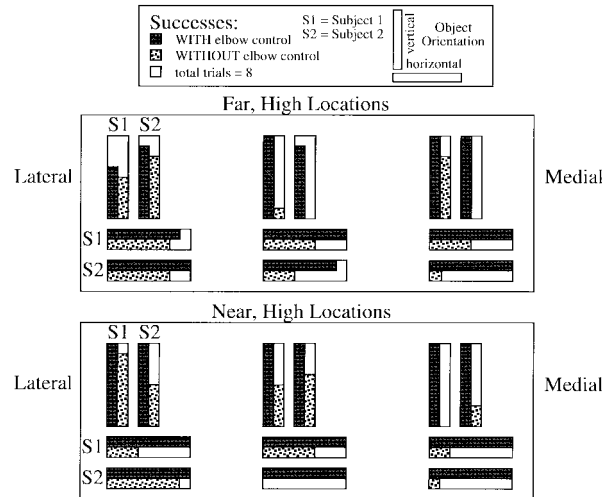 Successes:
WITH elbow control
WITHOUT elbow control
total trials = 8
S1 = Subject 1
S2 = Subject 2
vertical
horizontal
Object
Orientation
Far, High Locations
S1 S2
Lateral
Medial
S1
S2
Near, High Locations
S1 S2
Lateral
Medial
S1
S2